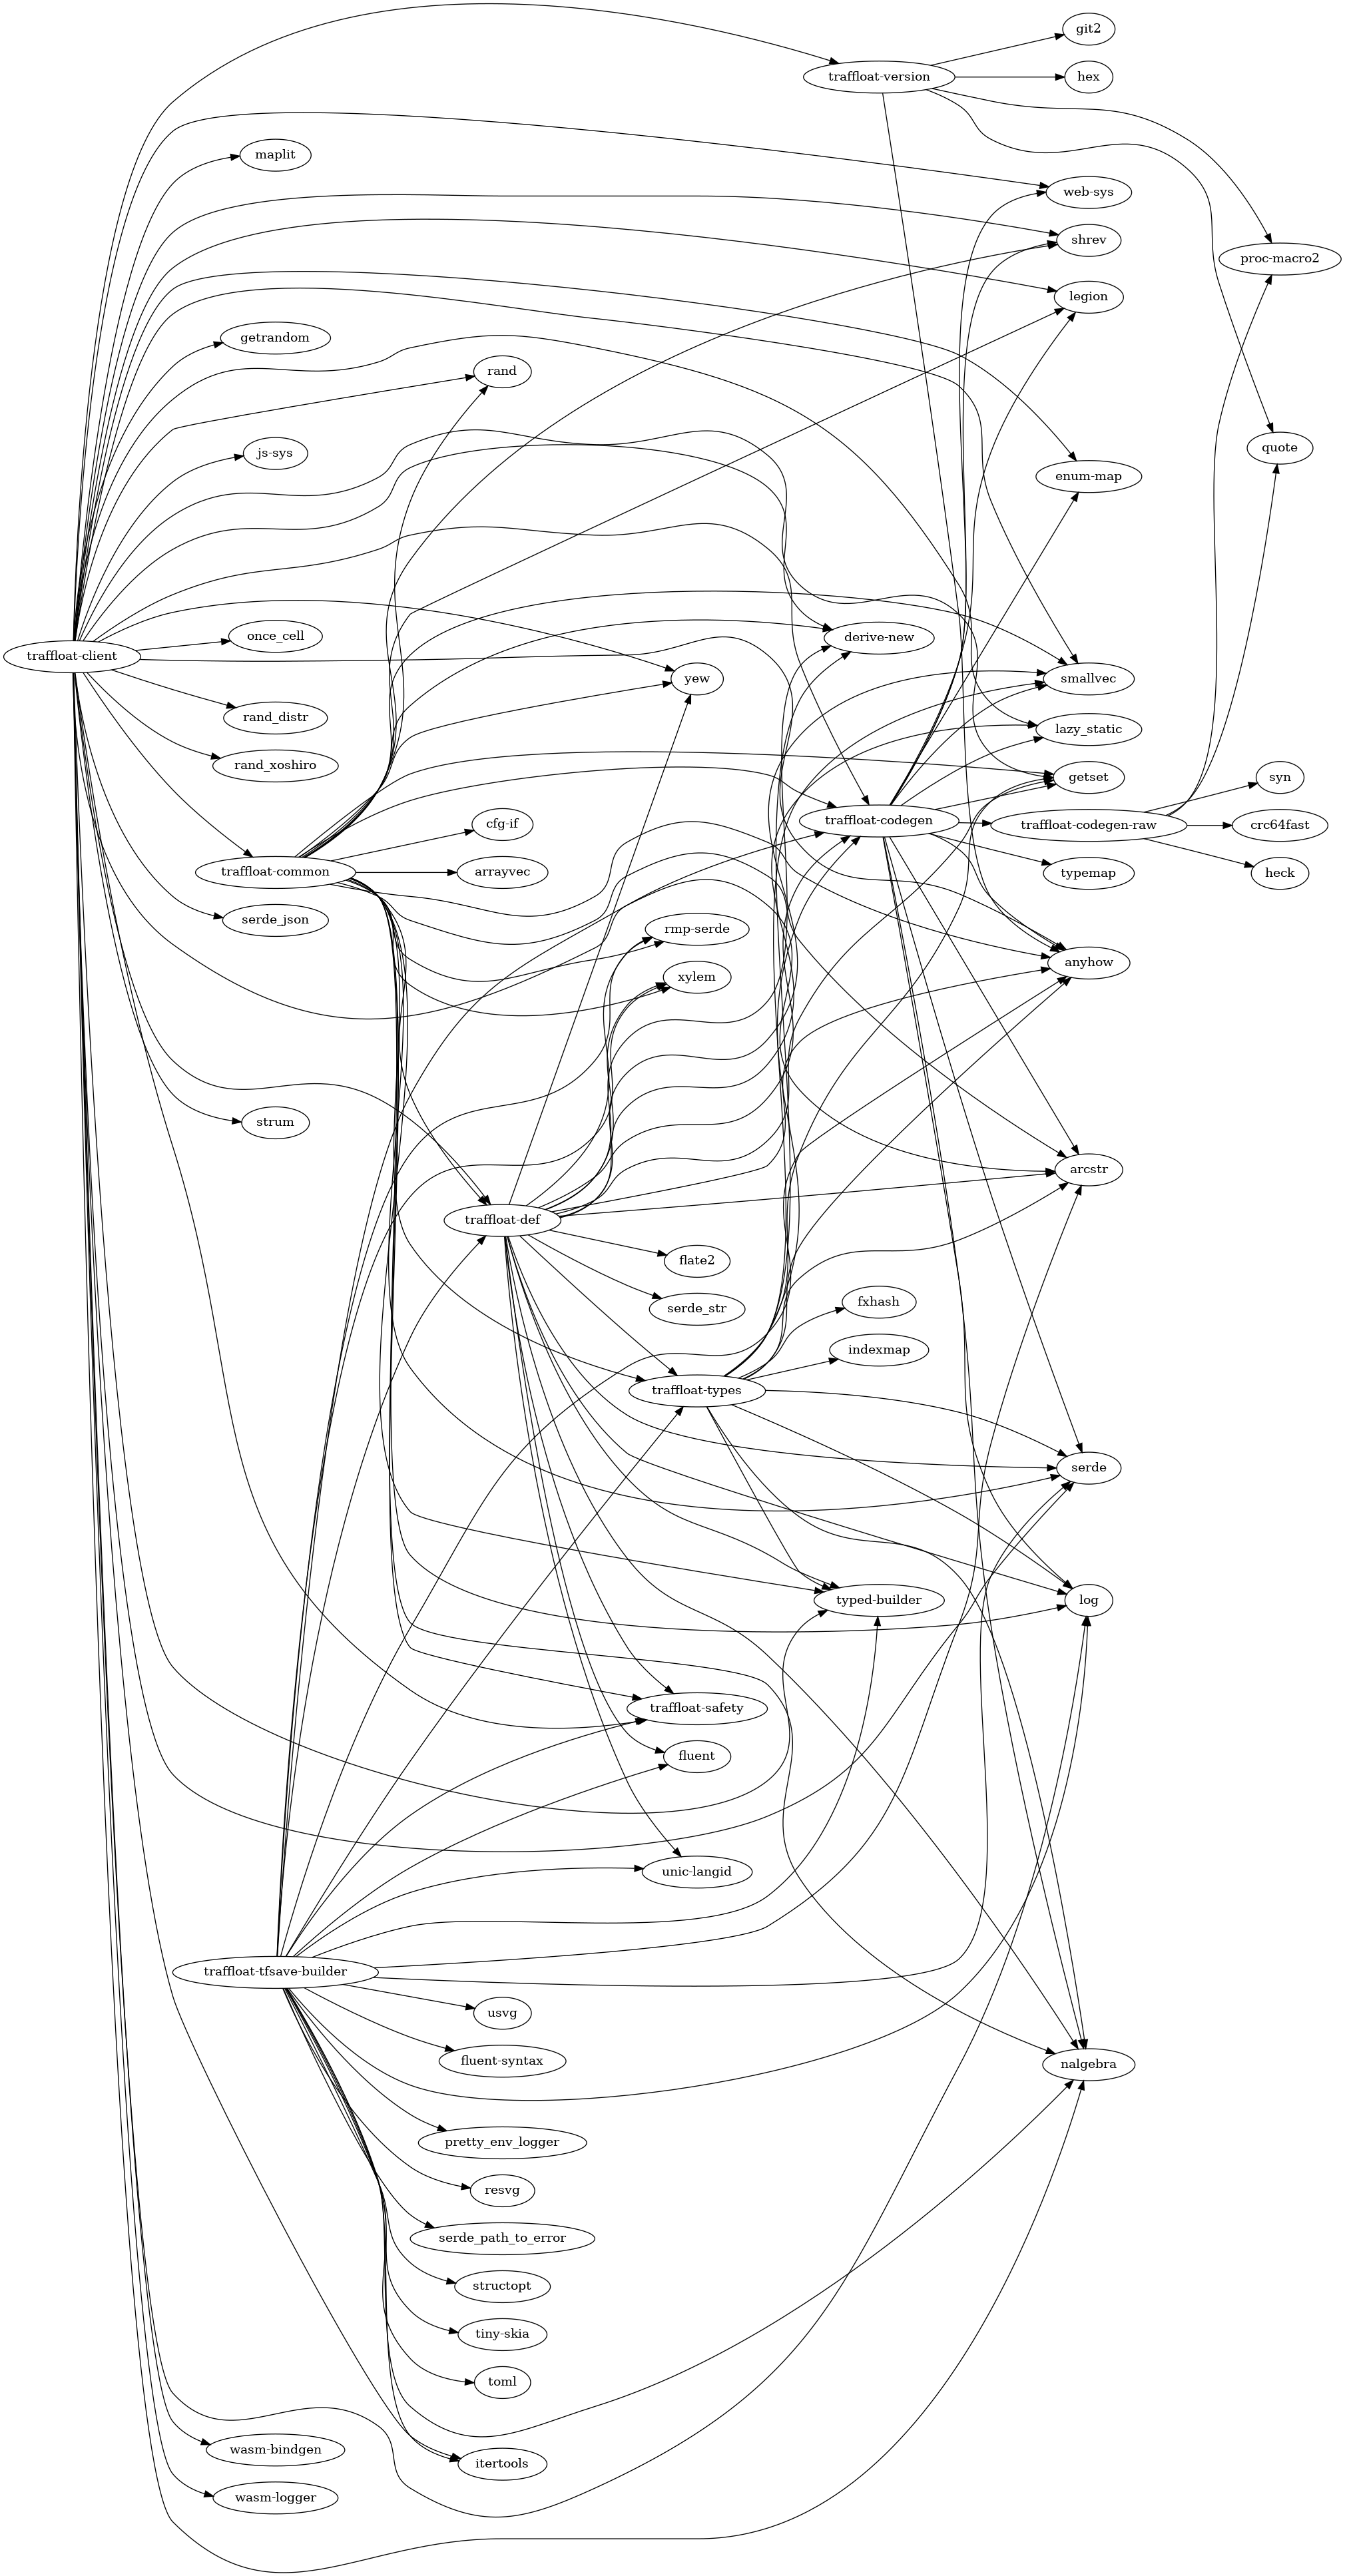 git2
traffloat-version
hex
maplit
web-sys
shrev
proc-macro2
legion
getrandom
rand
quote
js-sys
enum-map
once_cell
derive-new
traffloat-client
yew
smallvec
rand_distr
lazy_static
rand_xoshiro
getset
syn
cfg-if
traffloat-codegen
traffloat-codegen-raw
crc64fast
traffloat-common
arrayvec
typemap
heck
serde_json
rmp-serde
xylem
anyhow
strum
arcstr
traffloat-def
flate2
serde_str
fxhash
indexmap
traffloat-types
serde
typed-builder
log
traffloat-safety
fluent
unic-langid
traffloat-tfsave-builder
usvg
fluent-syntax
nalgebra
pretty_env_logger
resvg
serde_path_to_error
structopt
tiny-skia
toml
wasm-bindgen
itertools
wasm-logger